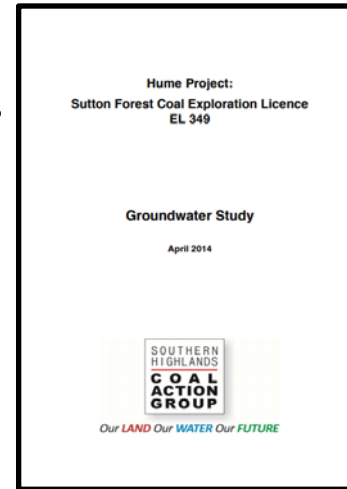 Hume Project:
Sutton Forest Coal Exploration Licence
EL 349
Groundwater Study
April 2014
SOUTHERN
HIGHLANDS
COAL
ACTION
GROUP
Our LAND Our WATER Our FUTURE